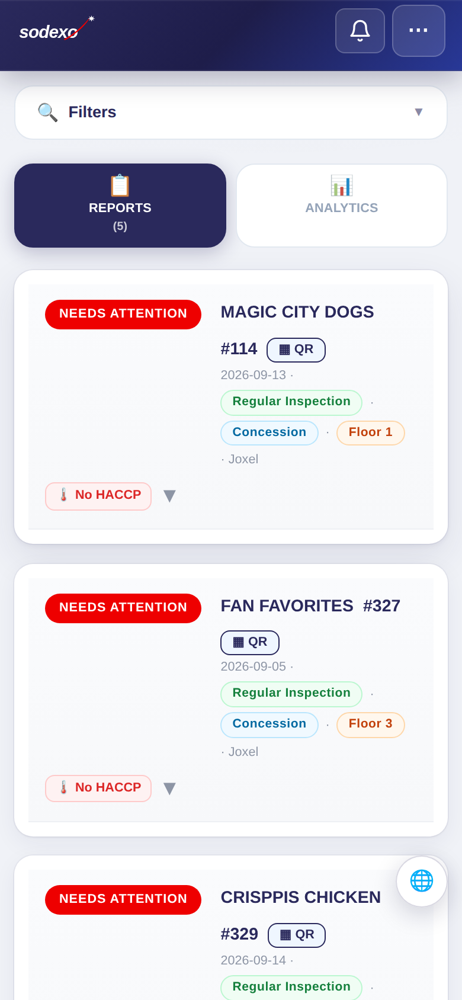 sodexo
...
Filters
REPORTS
(5)
ANALYTICS
NEEDS ATTENTION
MAGIC CITY DOGS
#114 QR
2026-09-13 ·
Regular Inspection ·
Concession · Floor 1
· Joxel
No HACCP
NEEDS ATTENTION
FAN FAVORITES #327
QR
2026-09-05 ·
Regular Inspection ·
Concession · Floor 3
· Joxel
No HACCP
NEEDS ATTENTION
CRISPPIS CHICKEN
#329 QR
2026-09-14 ·
Regular Inspection ·